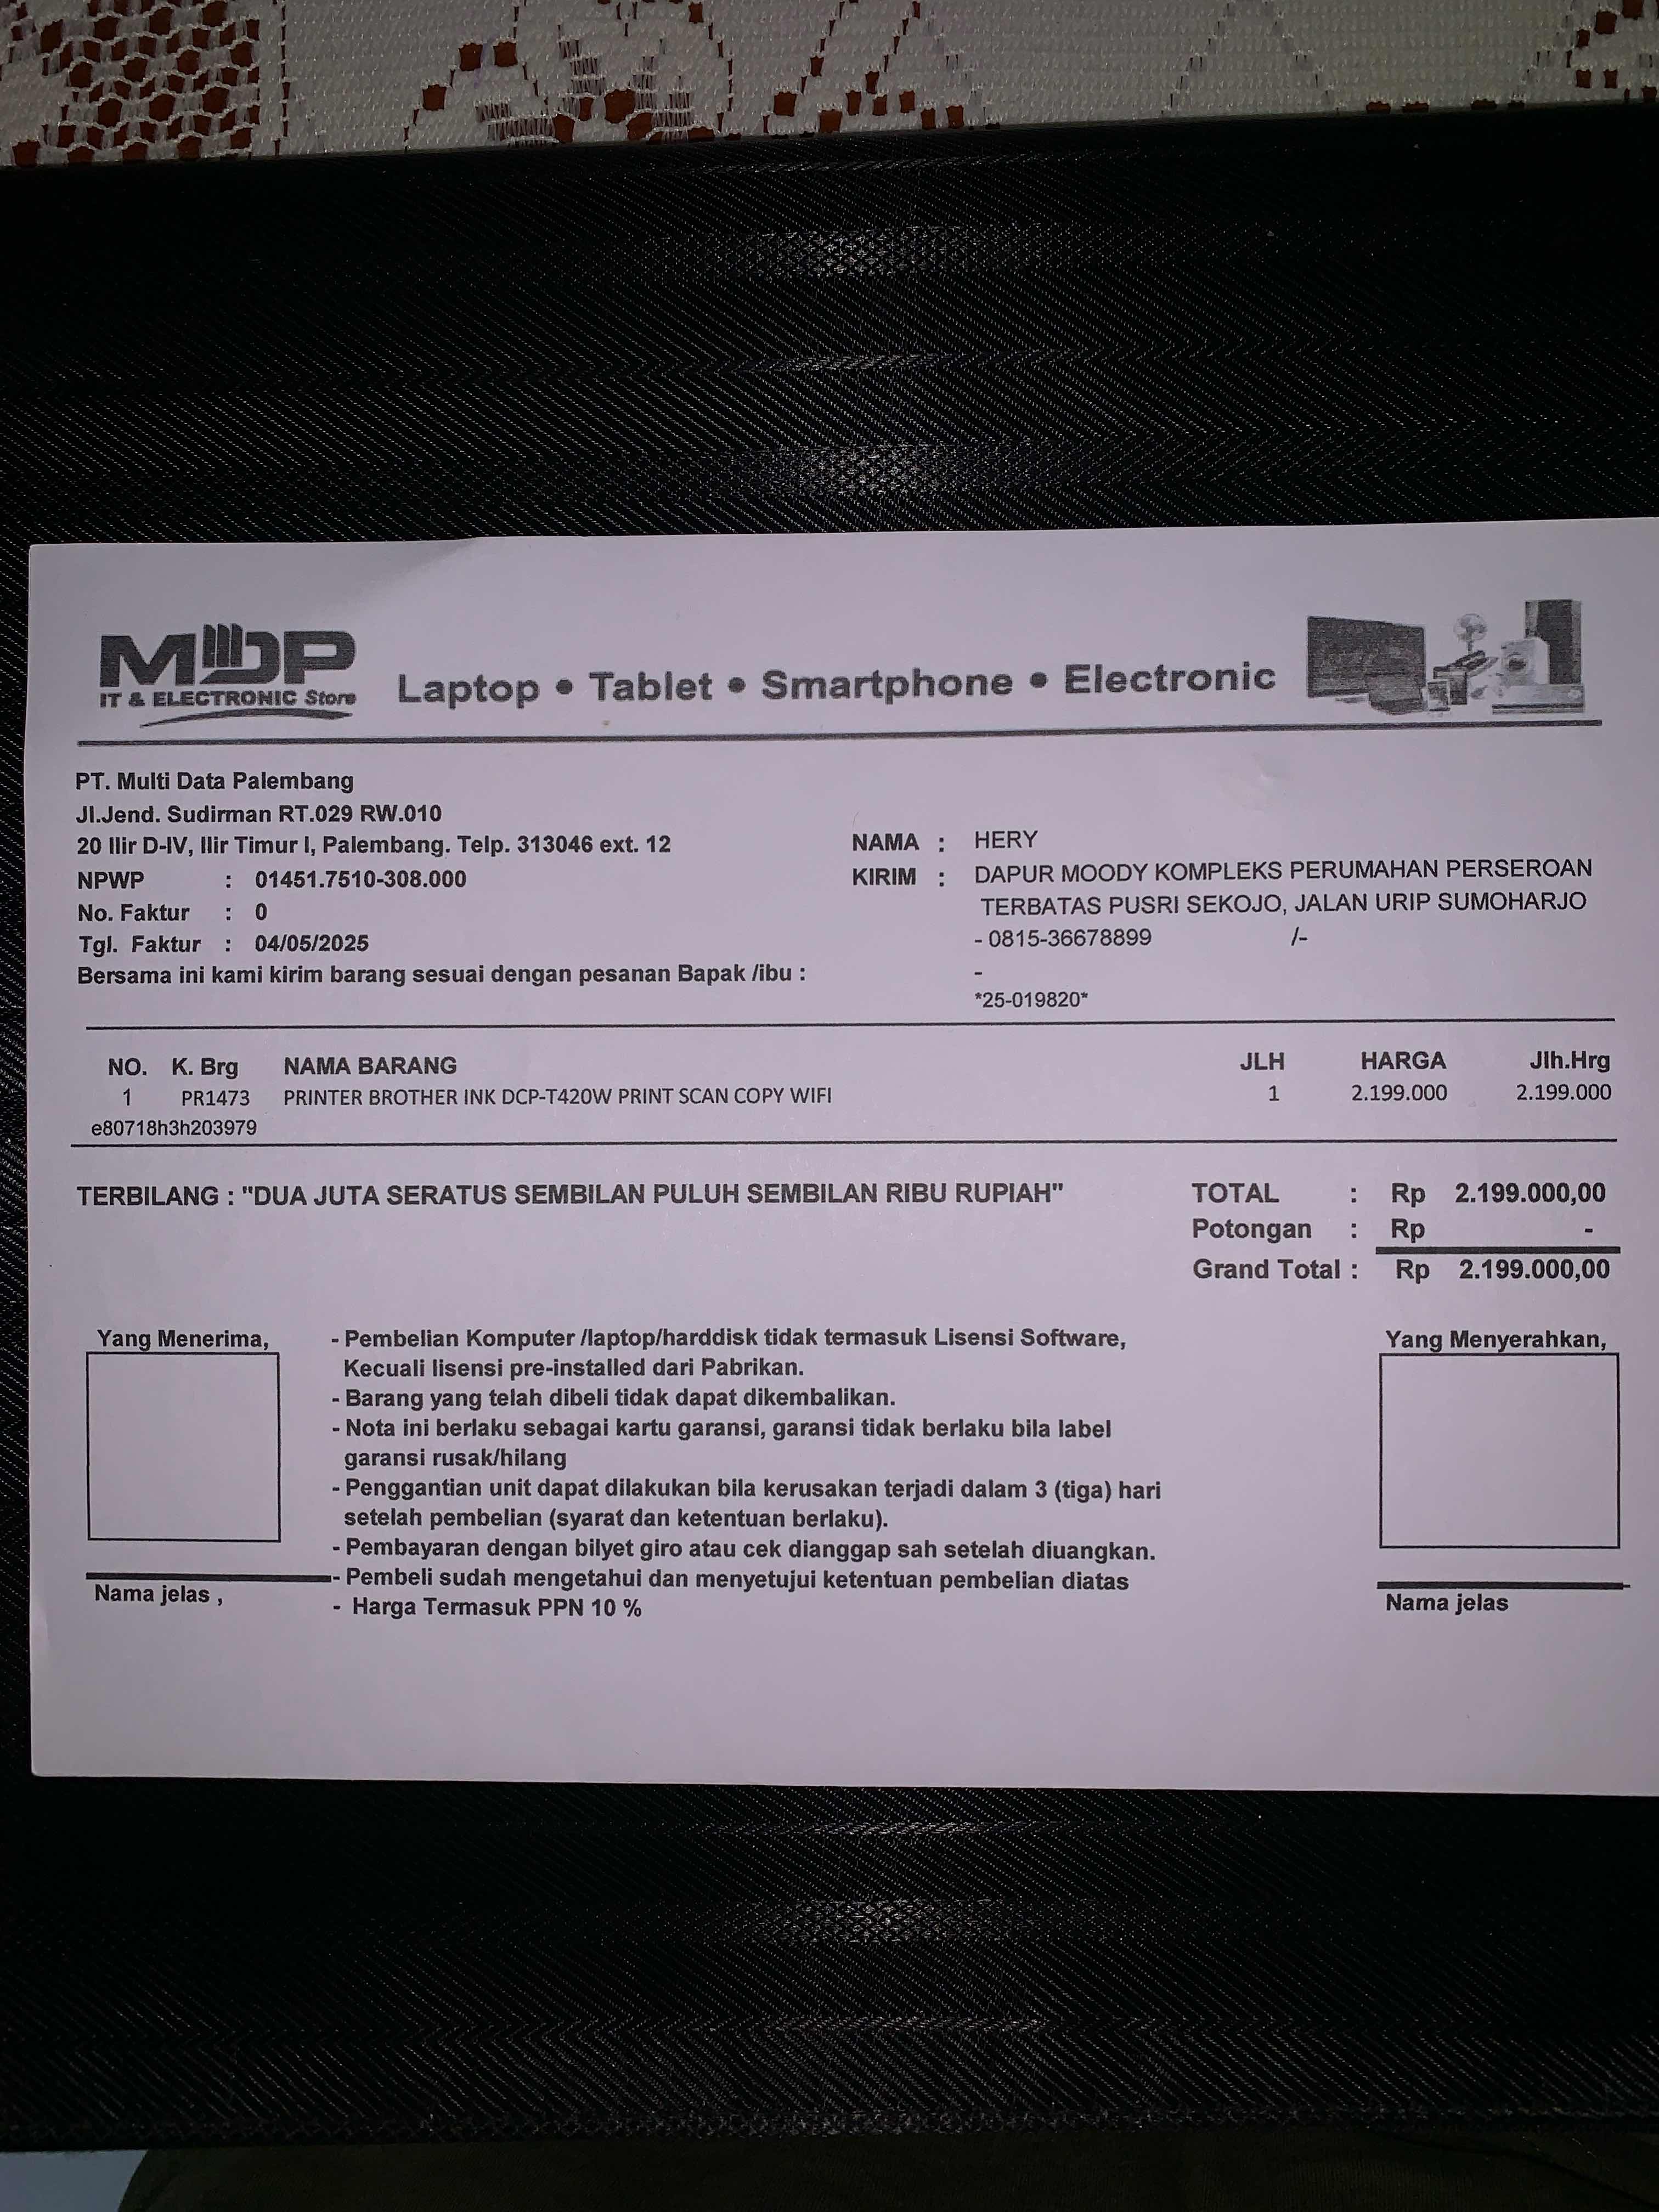 MDP
IT & ELECTRONIC Store
Laptop • Tablet • Smartphone • Electronic
PT. Multi Data Palembang
Jl.Jend. Sudirman RT.029 RW.010
20 Ilir D-IV, Ilir Timur I, Palembang. Telp. 313046 ext. 12
NPWP : 01451.7510-308.000
No. Faktur : 0
Tgl. Faktur : 04/05/2025
Bersama ini kami kirim barang sesuai dengan pesanan Bapak /ibu :
NAMA : HERY
KIRIM : DAPUR MOODY KOMPLEKS PERUMAHAN PERSEROAN
TERBATAS PUSRI SEKOJO, JALAN URIP SUMOHARJO
- 0815-36678899 /-
-
*25-019820*
NO. K. Brg NAMA BARANG JLH HARGA Jlh.Hrg
1 PR1473 PRINTER BROTHER INK DCP-T420W PRINT SCAN COPY WIFI 1 2.199.000 2.199.000
e80718h3h203979
TERBILANG : "DUA JUTA SERATUS SEMBILAN PULUH SEMBILAN RIBU RUPIAH"
TOTAL : Rp 2.199.000,00
Potongan : Rp -
Grand Total : Rp 2.199.000,00
Yang Menerima,
Nama jelas ,
- Pembelian Komputer /laptop/harddisk tidak termasuk Lisensi Software,
Kecuali lisensi pre-installed dari Pabrikan.
- Barang yang telah dibeli tidak dapat dikembalikan.
- Nota ini berlaku sebagai kartu garansi, garansi tidak berlaku bila label
garansi rusak/hilang
- Penggantian unit dapat dilakukan bila kerusakan terjadi dalam 3 (tiga) hari
setelah pembelian (syarat dan ketentuan berlaku).
- Pembayaran dengan bilyet giro atau cek dianggap sah setelah diuangkan.
- Pembeli sudah mengetahui dan menyetujui ketentuan pembelian diatas
- Harga Termasuk PPN 10 %
Yang Menyerahkan,
Nama jelas